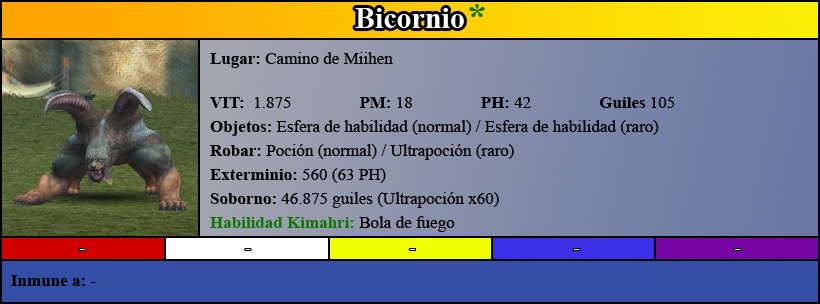 Bicornio*
Lugar: Camino de Miihen
VIT: 1.875 PM: 18 PH: 42 Guiles 105
Objetos: Esfera de habilidad (normal) / Esfera de habilidad (raro)
Robar: Poción (normal) / Ultrapoción (raro)
Exterminio: 560 (63 PH)
Soborno: 46.875 guiles (Ultrapoción x60)
Habilidad Kimahri: Bola de fuego
- - - - -
Inmune a: -